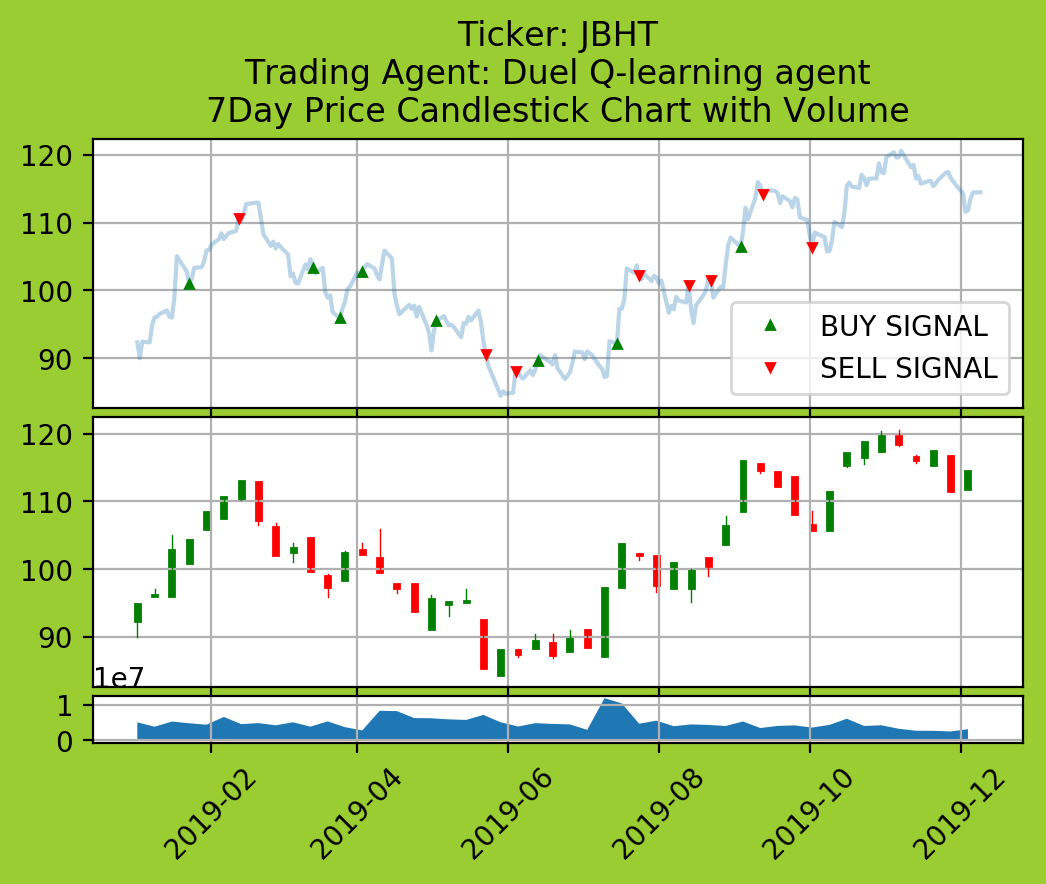 Ticker: JBHT
Trading Agent: Duel Q-learning agent
7Day Price Candlestick Chart with Volume
120
110
100
90
BUY SIGNAL
SELL SIGNAL
120
110
100
90
1e7
1
0
2019-02
2019-04
2019-06
2019-08
2019-10
2019-12